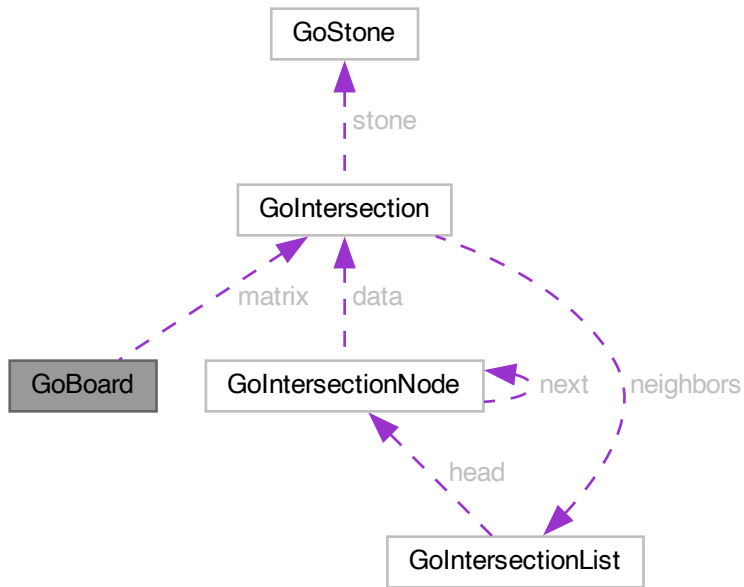 GoStone
stone
GoIntersection
matrix
data
GoBoard
GoIntersectionNode
next
neighbors
head
GoIntersectionList